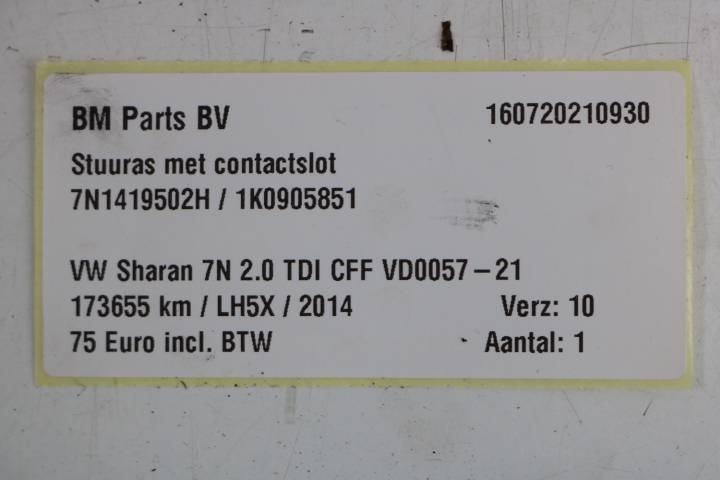 BM Parts BV 160720210930
Stuuras met contactslot
7N1419502H / 1K0905851
VW Sharan 7N 2.0 TDI CFF VD0057 – 21
173655 km / LH5X / 2014 Verz: 10
75 Euro incl. BTW Aantal: 1